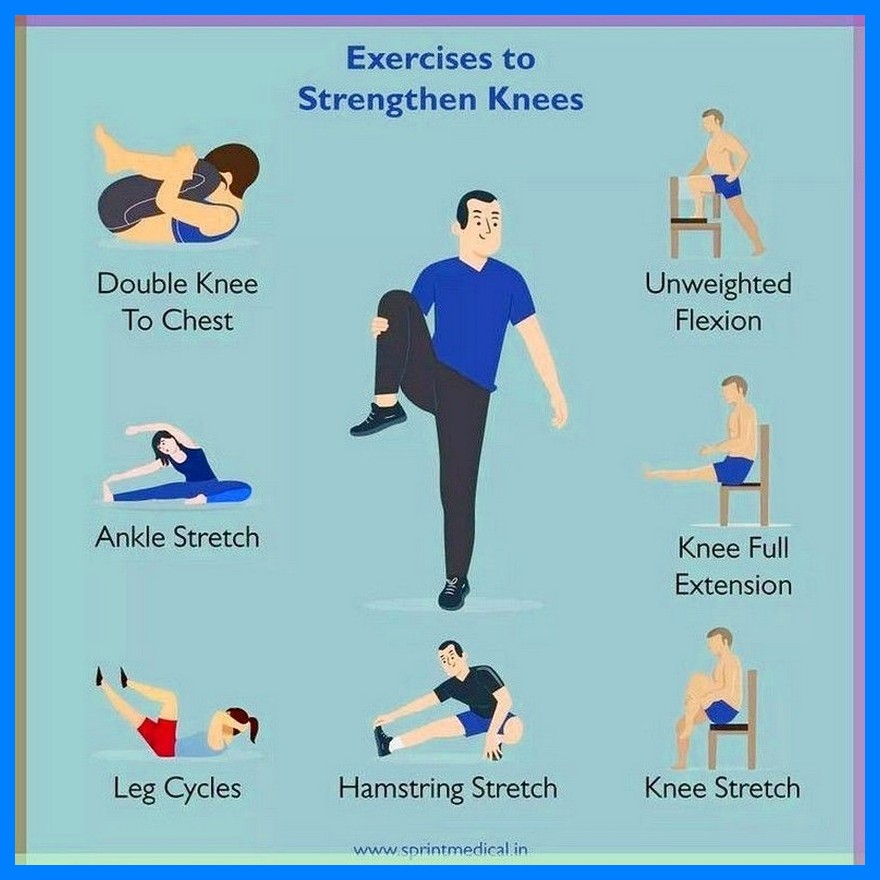 Exercises to
Strengthen Knees
Double Knee
To Chest
Unweighted
Flexion
Ankle Stretch
Knee Full
Extension
Leg Cycles
Hamstring Stretch
Knee Stretch
www.sprintmedical.in